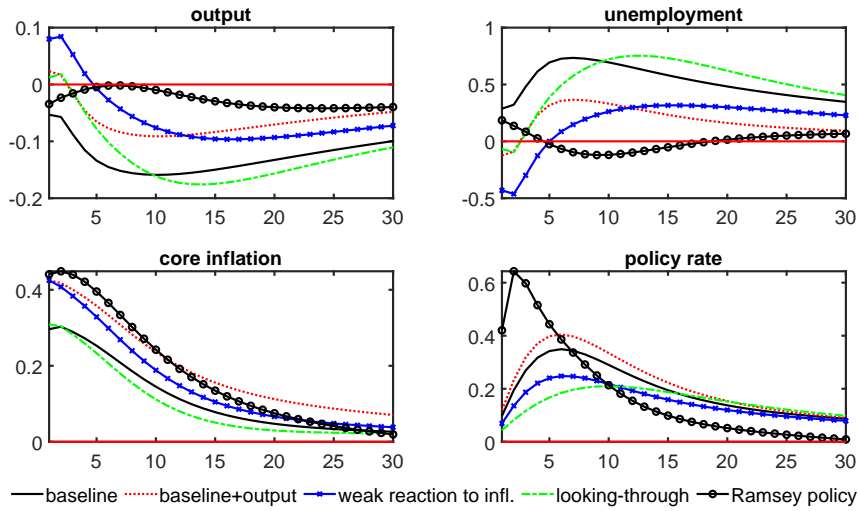 output
unemployment
0.1
0
-0.1
-0.2
5 10 15 20 25 30
1
0.5
0
-0.5
5 10 15 20 25 30
core inflation
policy rate
0.4
0.2
0
5 10 15 20 25 30
0.6
0.4
0.2
0
5 10 15 20 25 30
baseline baseline+output weak reaction to infl. looking-through Ramsey policy